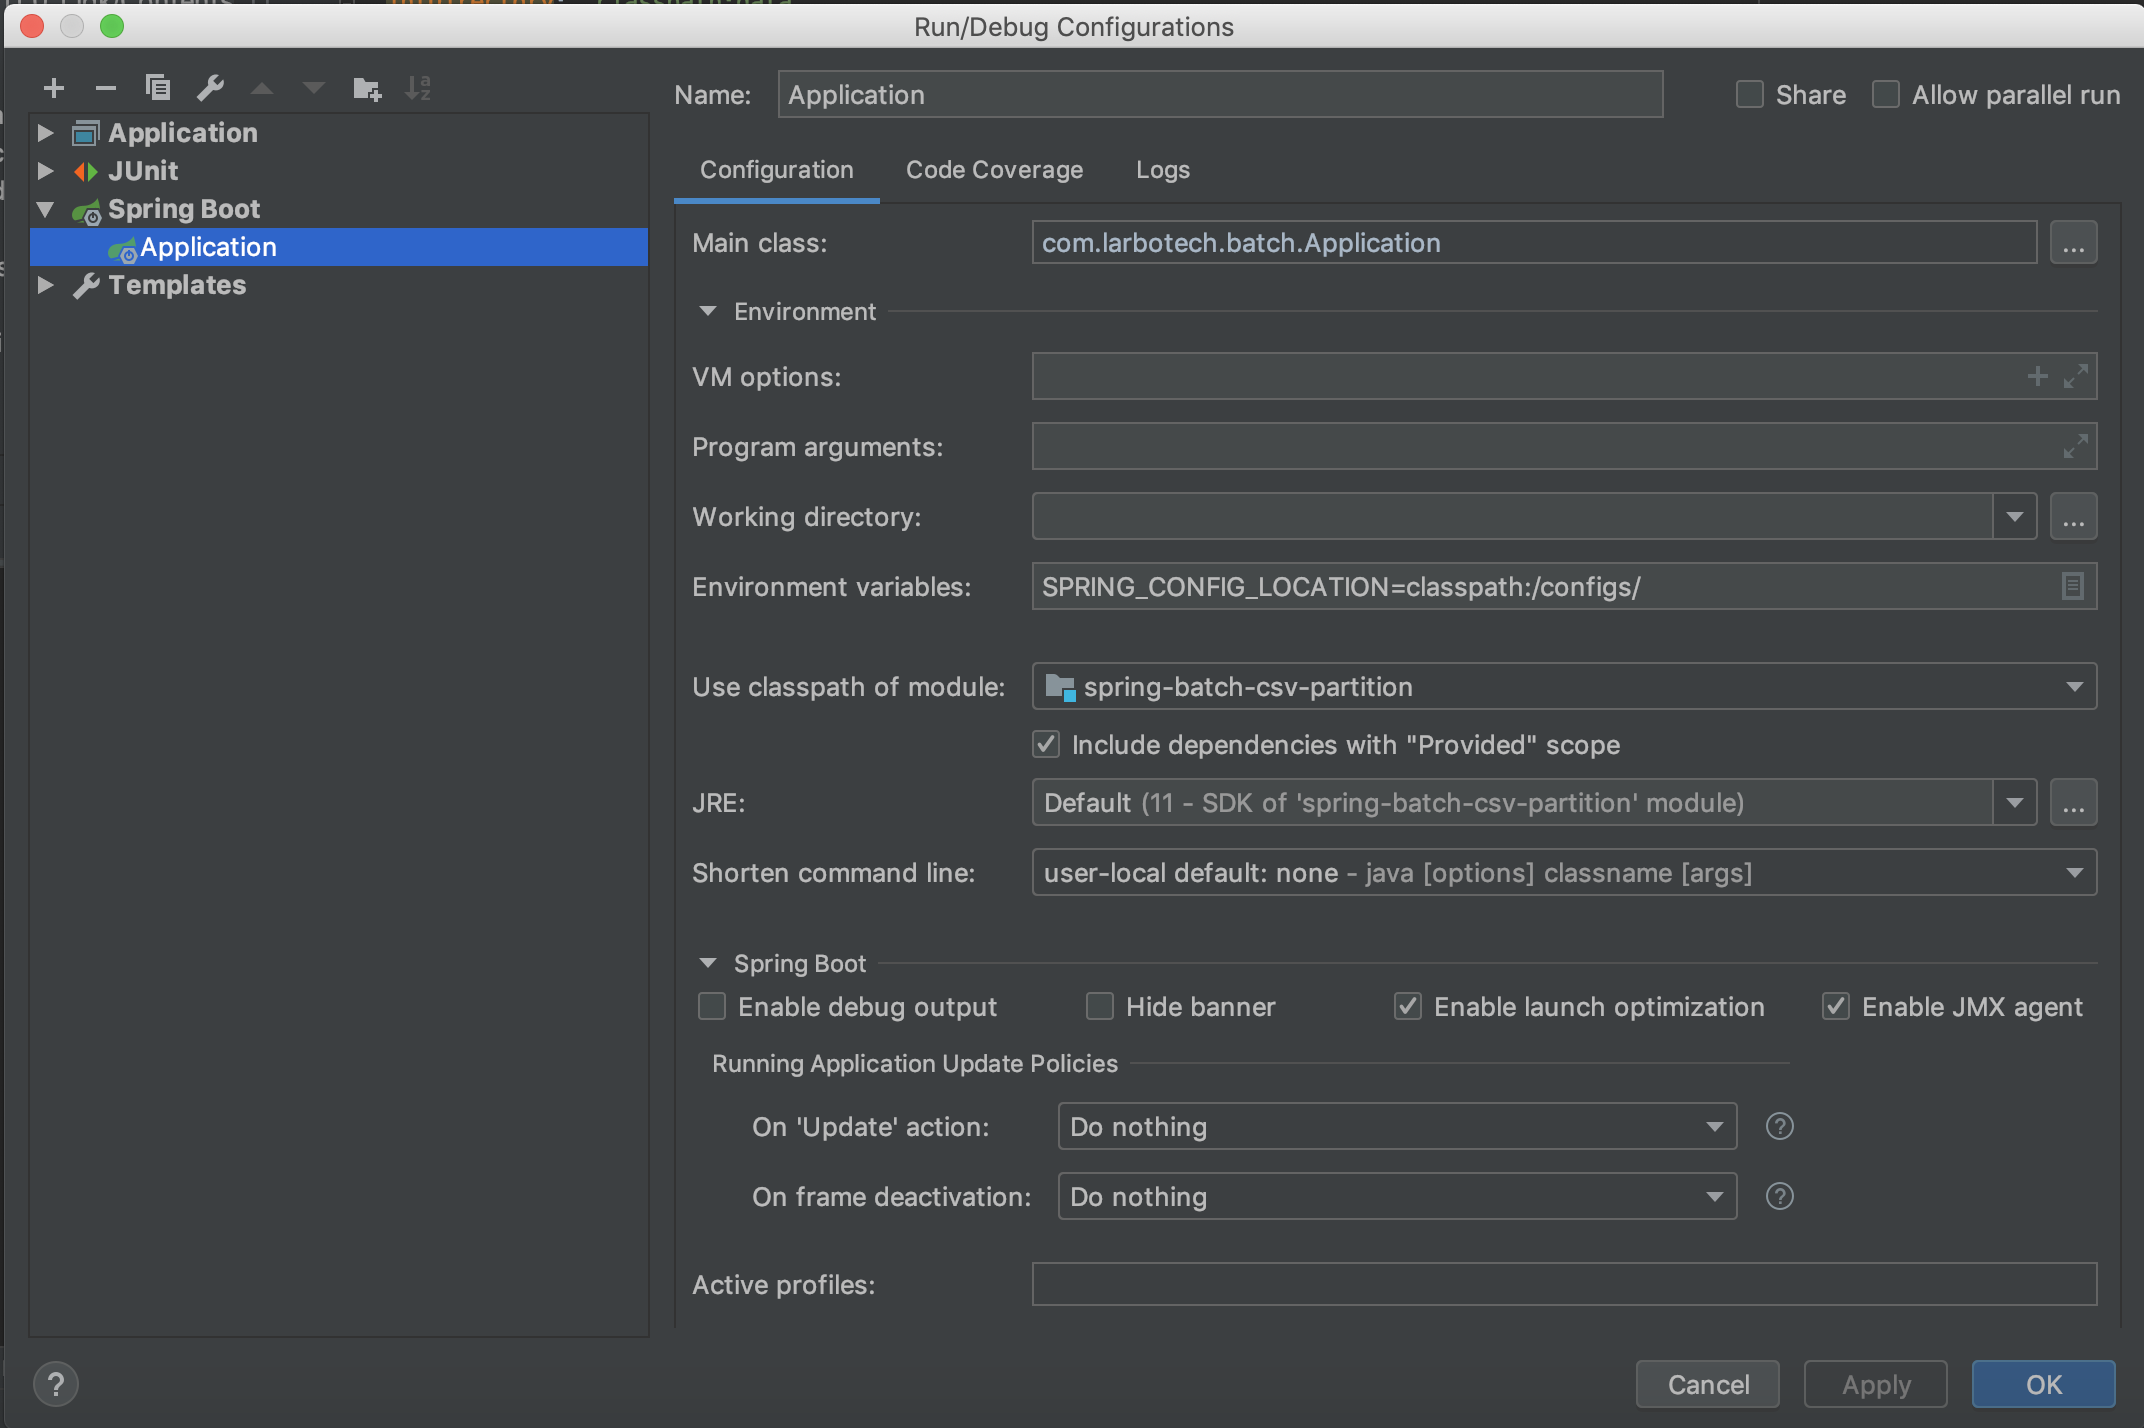 Run/Debug Configurations
Name: Application Share Allow parallel run
Application
JUnit
Spring Boot
Application
Templates
Configuration Code Coverage Logs
Main class: com.larbotech.batch.Application ...
Environment
VM options:
Program arguments:
Working directory: ...
Environment variables: SPRING_CONFIG_LOCATION=classpath:/configs/
Use classpath of module: spring-batch-csv-partition
Include dependencies with "Provided" scope
JRE: Default (11 - SDK of 'spring-batch-csv-partition' module) ...
Shorten command line: user-local default: none - java [options] classname [args]
Spring Boot
Enable debug output Hide banner Enable launch optimization Enable JMX agent
Running Application Update Policies
On 'Update' action: Do nothing ?
On frame deactivation: Do nothing ?
Active profiles:
? Cancel Apply OK